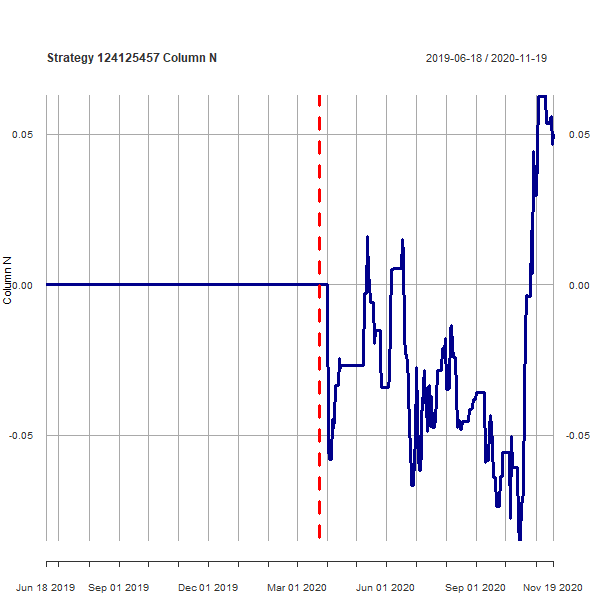 Strategy 124125457 Column N
2019-06-18 / 2020-11-19
0.05
0.05
0.00
0.00
Column N
-0.05
-0.05
Jun 18 2019
Sep 01 2019
Dec 01 2019
Mar 01 2020
Jun 01 2020
Sep 01 2020
Nov 19 2020